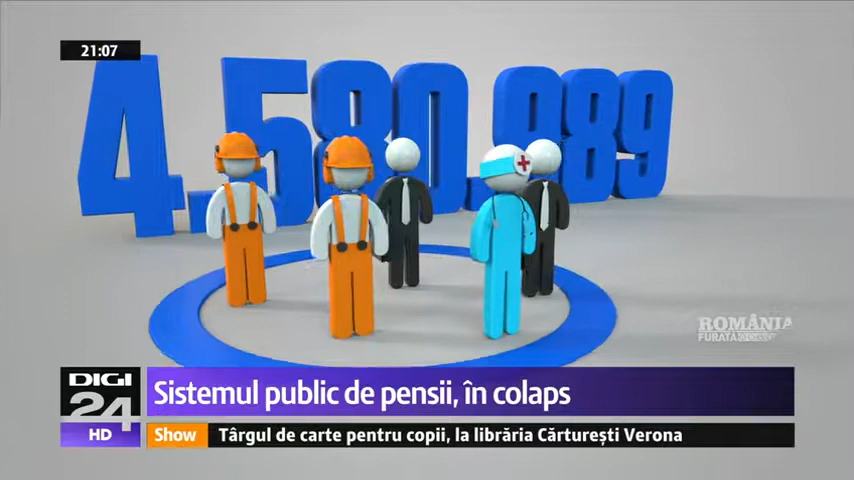 21:07
4.580.989
ROMÂNIA
FURATĂ
Sistemul public de pensii, în colaps
DIGI
24
HD
Show
Târgul de carte pentru copii, la librăria Cărturești Verona